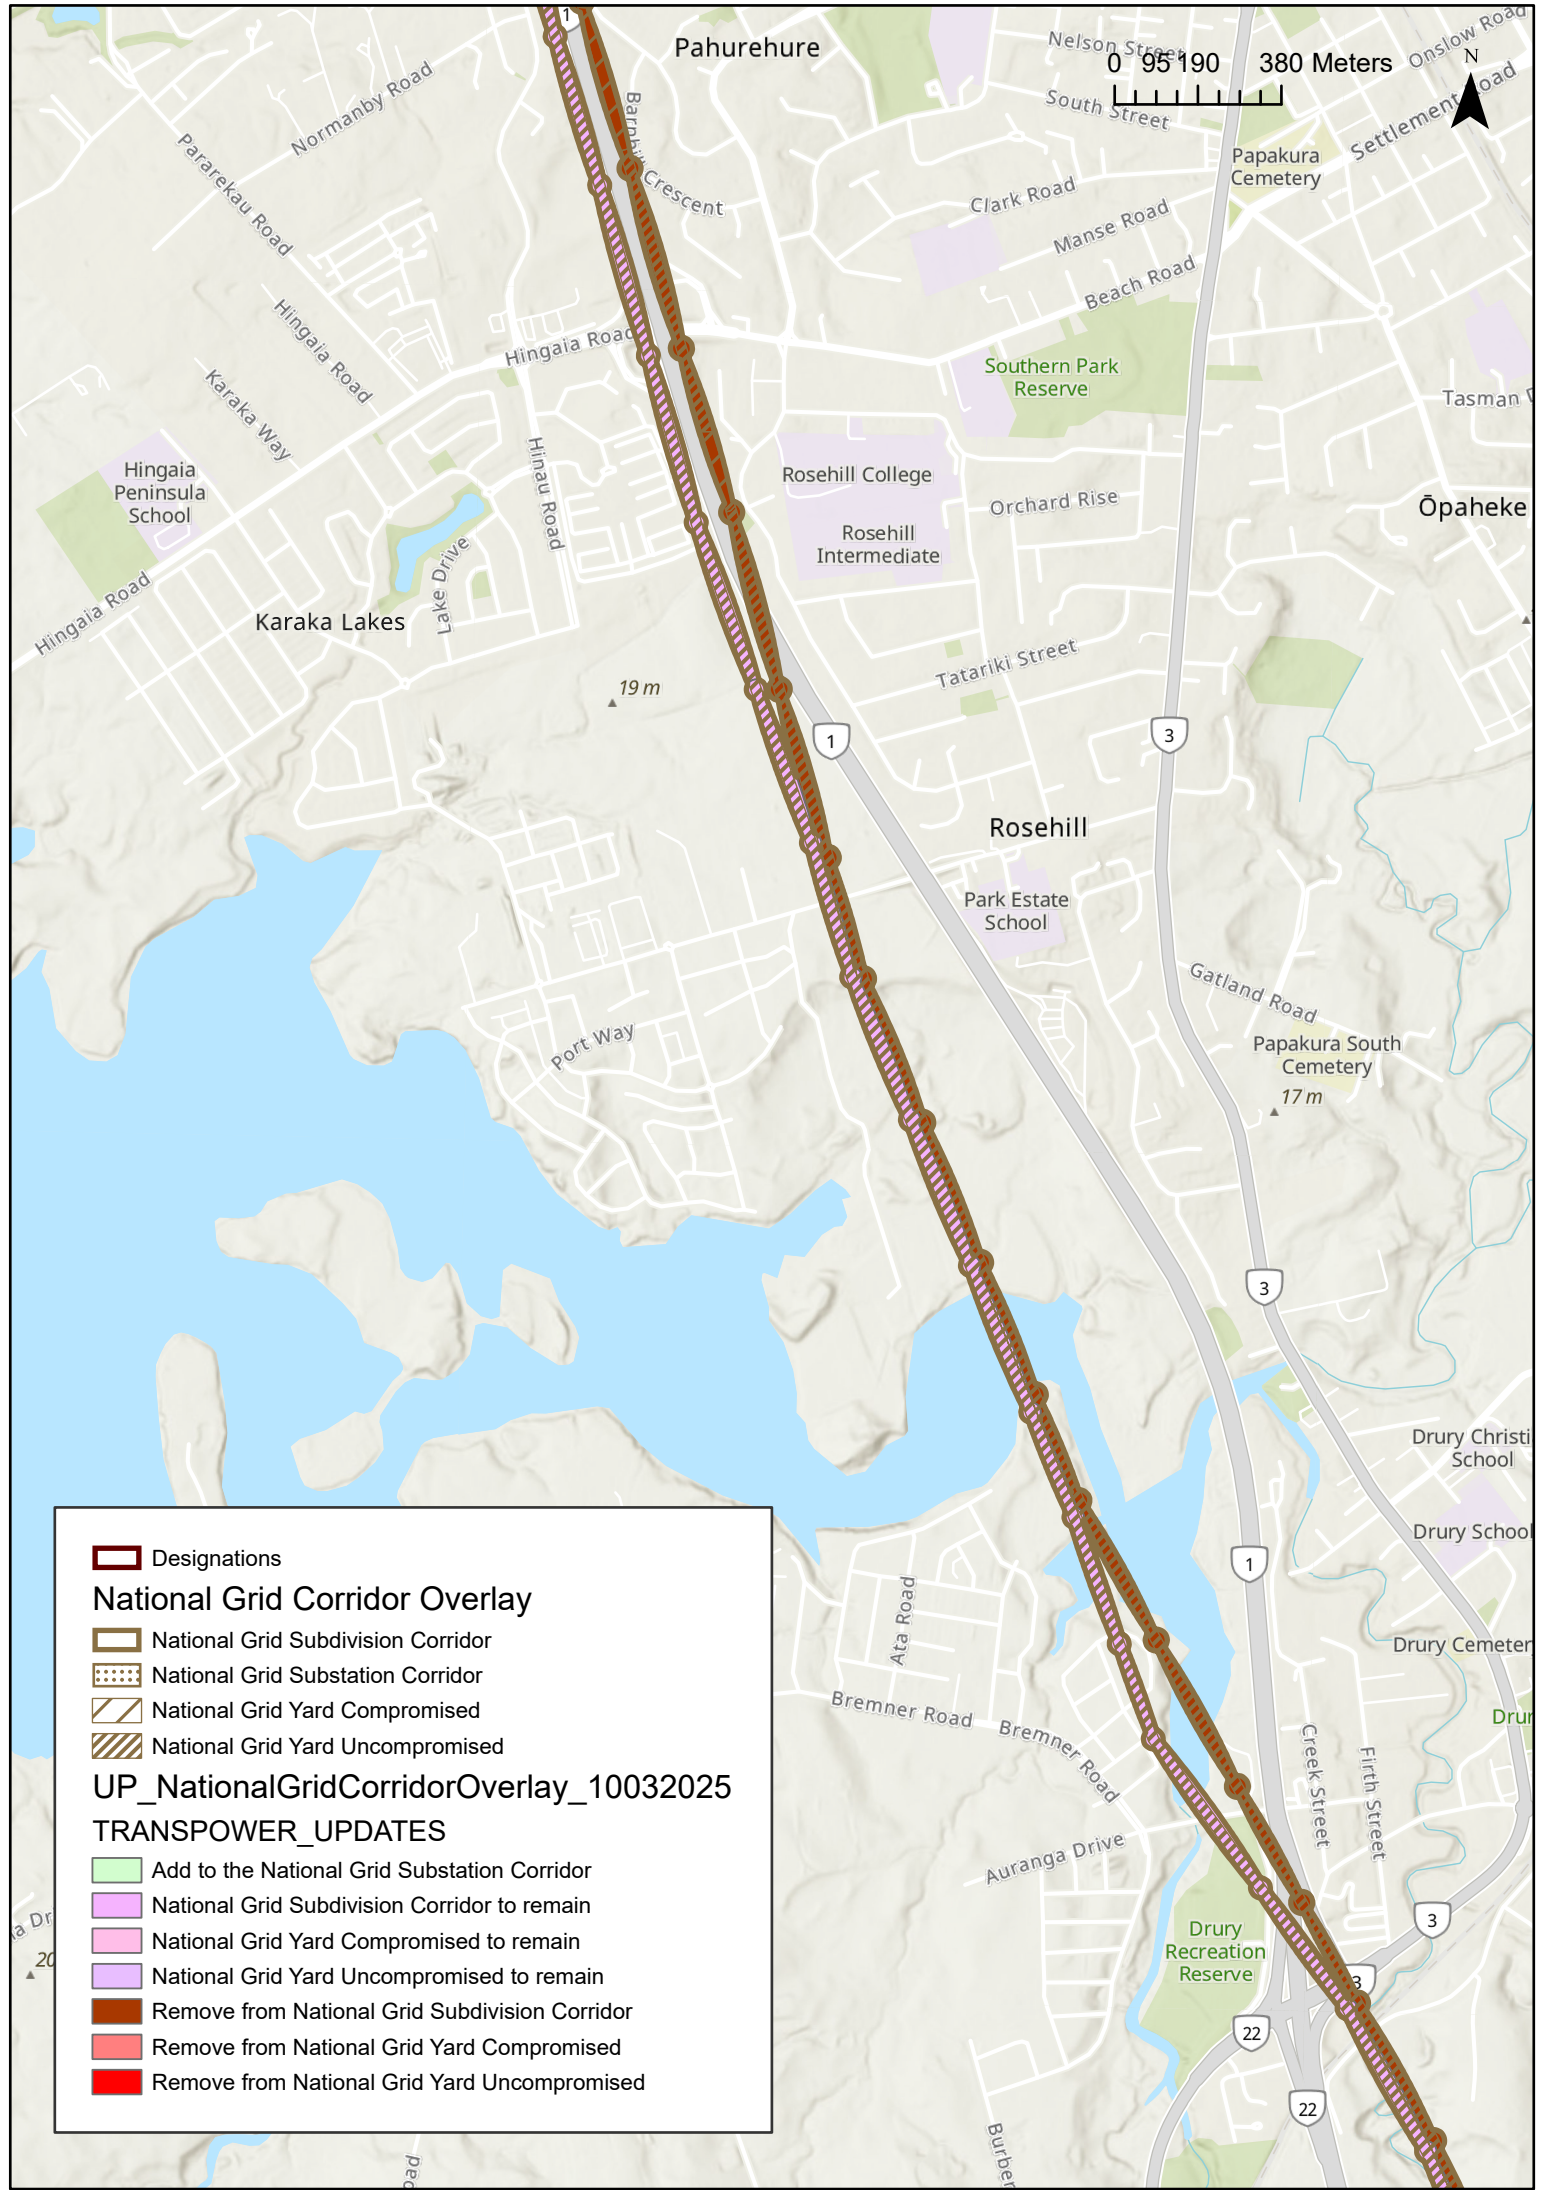 1
Pahurehure
Nelson Street
Onslow Road
N
0 95 190 380 Meters
Normanby Road
Barnhill Crescent
South Street
Settlement Road
Pararekau Road
Papakura
Cemetery
Clark Road
Manse Road
Beach Road
Hingaia Road
Hingaia Road
Karaka Way
Southern Park
Reserve
Tasman
Hingaia
Peninsula
School
Hinau Road
Rosehill College
Orchard Rise
Ōpaheke
Rosehill
Intermediate
Lake Drive
Hingaia Road
Karaka Lakes
Tatariki Street
19 m
1
3
Rosehill
Park Estate
School
Gatland Road
Port Way
Papakura South
Cemetery
17 m
3
Drury Christi
School
Drury School
1
Ata Road
Drury Cemeter
Bremner Road
Bremner Road
Drur
Creek Street
Firth Street
Auranga Drive
3
Drury
Recreation
Reserve
3
22
22
Burber
oad
a Dr
20
Designations
National Grid Corridor Overlay
National Grid Subdivision Corridor
National Grid Substation Corridor
National Grid Yard Compromised
National Grid Yard Uncompromised
UP_NationalGridCorridorOverlay_10032025
TRANSPOWER_UPDATES
Add to the National Grid Substation Corridor
National Grid Subdivision Corridor to remain
National Grid Yard Compromised to remain
National Grid Yard Uncompromised to remain
Remove from National Grid Subdivision Corridor
Remove from National Grid Yard Compromised
Remove from National Grid Yard Uncompromised